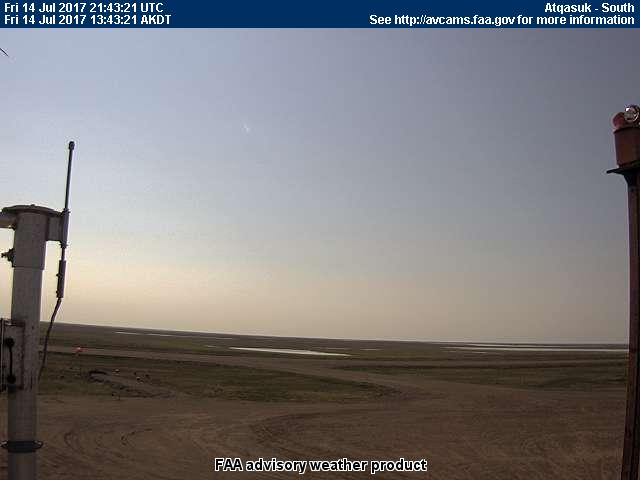 Fri 14 Jul 2017 21:43:21 UTC
Atqasuk - South
Fri 14 Jul 2017 13:43:21 AKDT
See http://avcams.faa.gov for more information
FAA advisory weather product